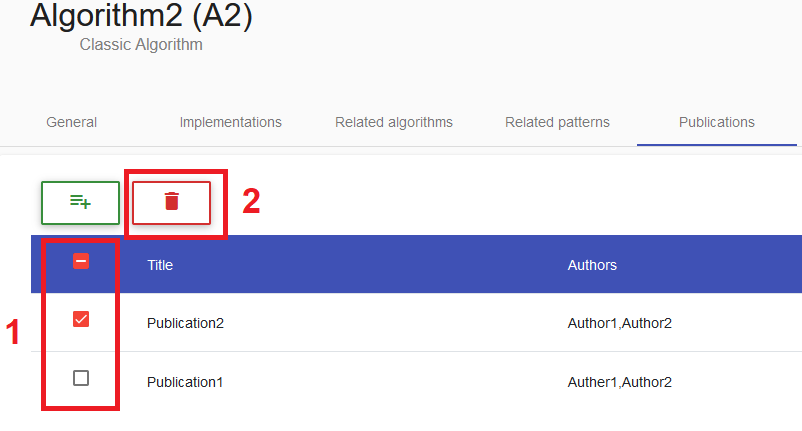 Algorithm2 (A2)
Classic Algorithm
General Implementations Related algorithms Related patterns Publications
2
Title Authors
1
Publication2 Author1,Author2
Publication1 Auther1,Author2